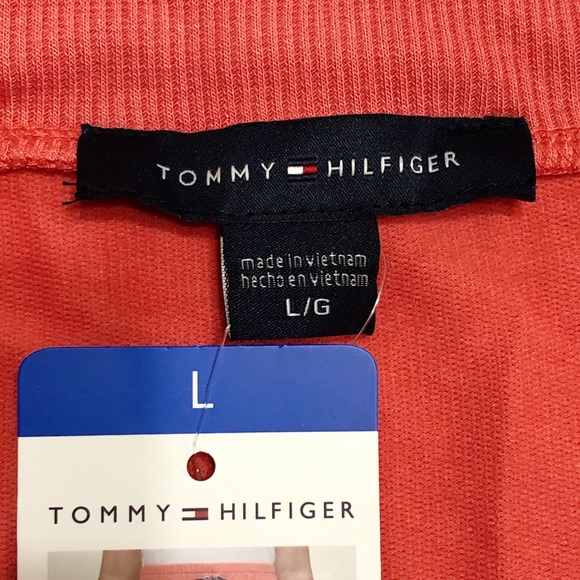 TOMMY HILFIGER
made in vietnam
hecho en vietnam
L/G
L
TOMMY HILFIGER